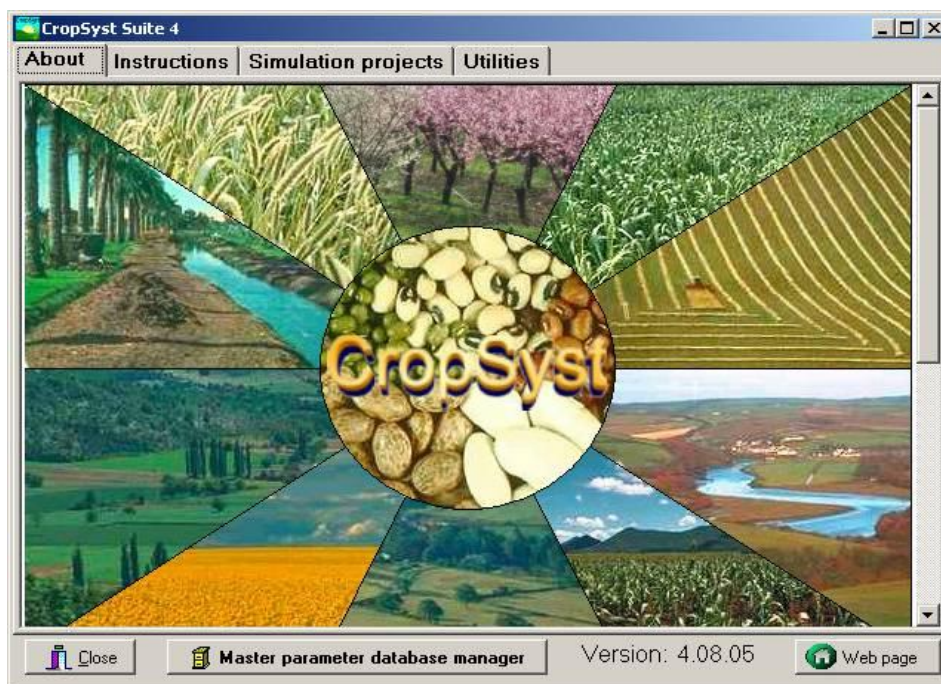 CropSyst Suite 4
About Instructions Simulation projects Utilities
CropSyst
Close Master parameter database manager Version: 4.08.05 Web page